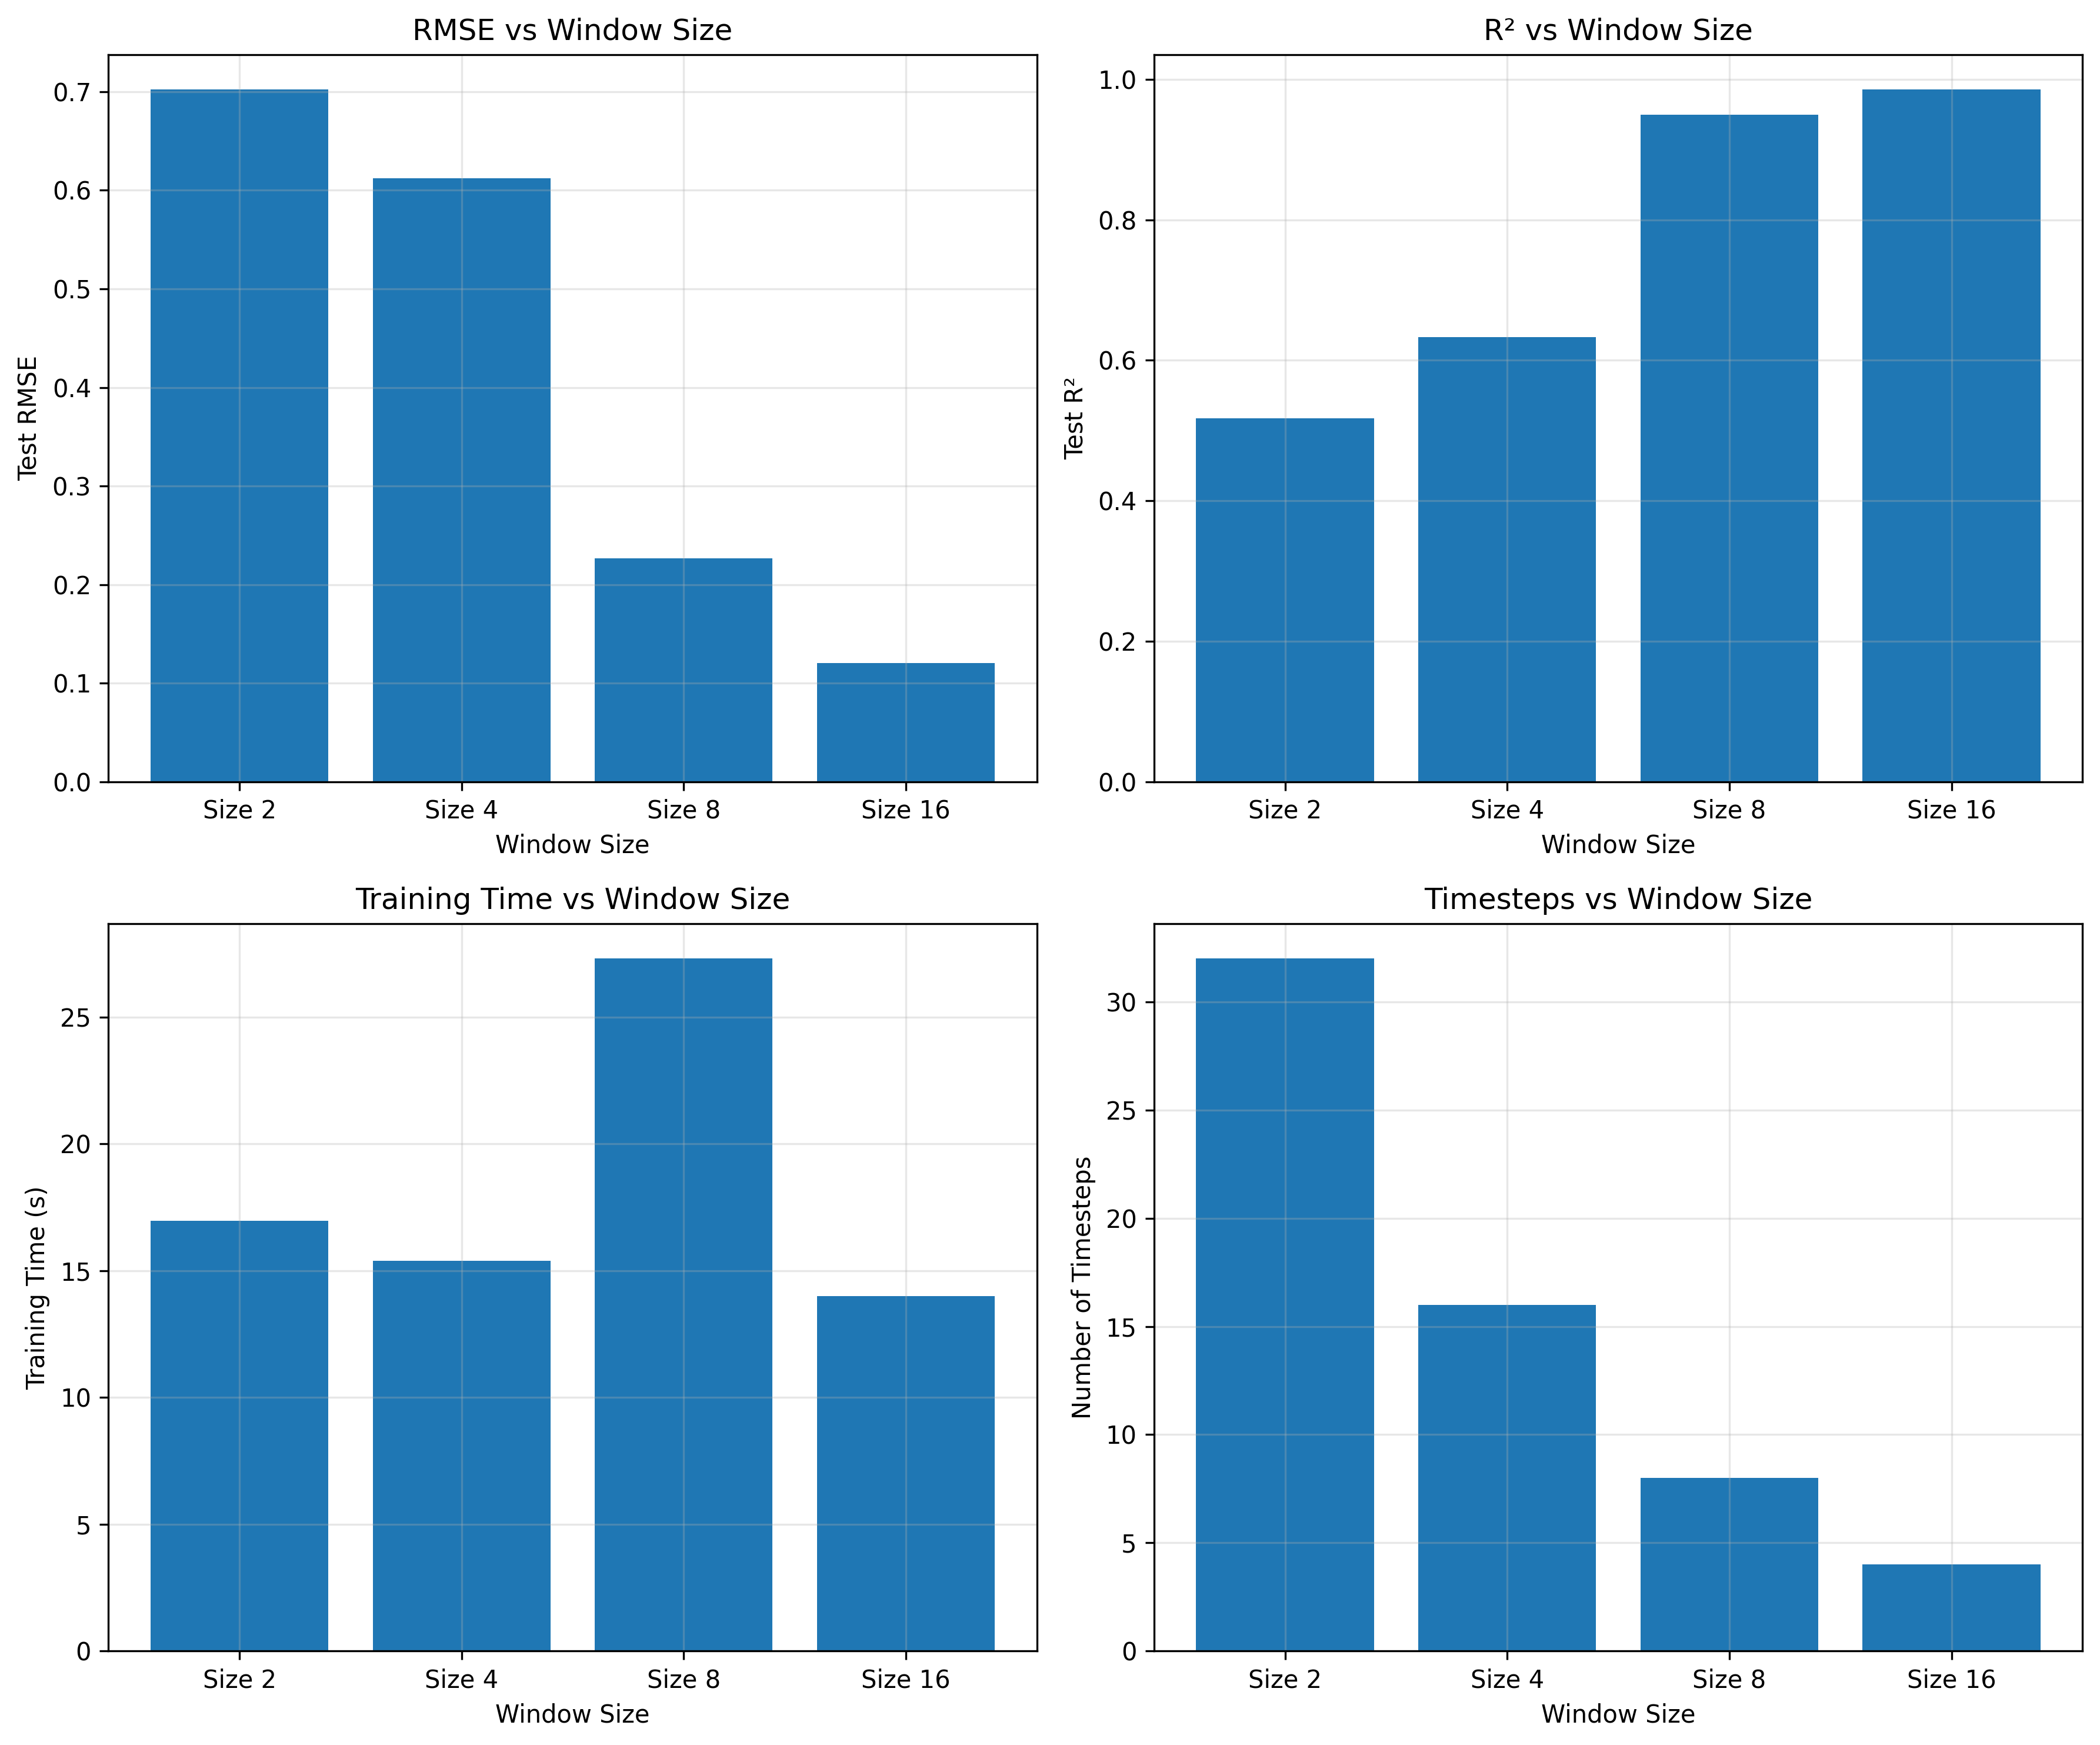 RMSE vs Window Size
Test RMSE
0.7
0.6
0.5
0.4
0.3
0.2
0.1
0.0
Size 2 Size 4 Size 8 Size 16
Window Size
R² vs Window Size
Test R²
1.0
0.8
0.6
0.4
0.2
0.0
Size 2 Size 4 Size 8 Size 16
Window Size
Training Time vs Window Size
Training Time (s)
25
20
15
10
5
0
Size 2 Size 4 Size 8 Size 16
Window Size
Timesteps vs Window Size
Number of Timesteps
30
25
20
15
10
5
0
Size 2 Size 4 Size 8 Size 16
Window Size